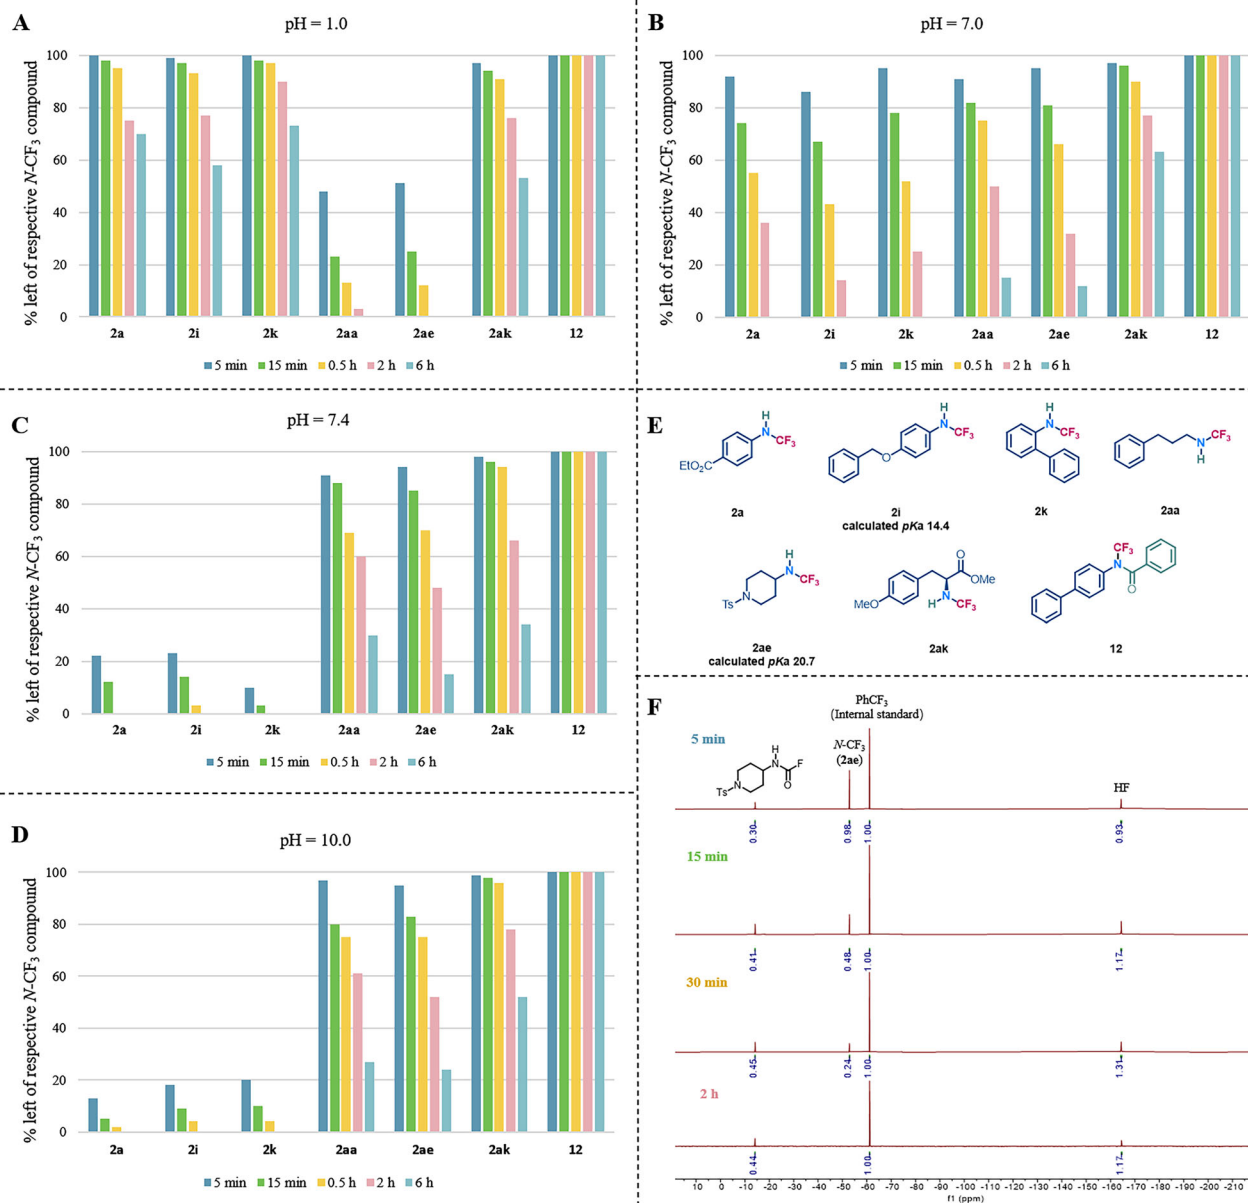 A
pH = 1.0
% left of respective N-CF3 compound
100
80
60
40
20
0
2a 2i 2k 2aa 2ae 2ak 12
5 min 15 min 0.5 h 2 h 6 h
B
pH = 7.0
% left of respective N-CF3 compound
100
80
60
40
20
0
2a 2i 2k 2aa 2ae 2ak 12
5 min 15 min 0.5 h 2 h 6 h
C
pH = 7.4
% left of respective N-CF3 compound
100
80
60
40
20
0
2a 2i 2k 2aa 2ae 2ak 12
5 min 15 min 0.5 h 2 h 6 h
D
pH = 10.0
% left of respective N-CF3 compound
100
80
60
40
20
0
2a 2i 2k 2aa 2ae 2ak 12
5 min 15 min 0.5 h 2 h 6 h
E
H
N CF3
EtO2C
2a
H
N CF3
O
2i
calculated pKa 14.4
H
N CF3
2k
N CF3
H
2aa
H
N CF3
Ts N
2ae
calculated pKa 20.7
O
OMe
MeO H N CF3
2ak
CF3
N
O
12
F
PhCF3
(Internal standard)
5 min
N-CF3
(2ae)
H
N F
O
Ts N
HF
0.30 0.98 1.00 0.93
15 min
0.41 0.48 1.00 1.17
30 min
0.45 0.24 1.00 1.31
2 h
0.44 1.00 1.17
10 0 -10 -20 -30 -40 -50 -60 -70 -80 -90 -100 -110 -120 -130 -140 -150 -160 -170 -180 -190 -200 -210
f1 (ppm)